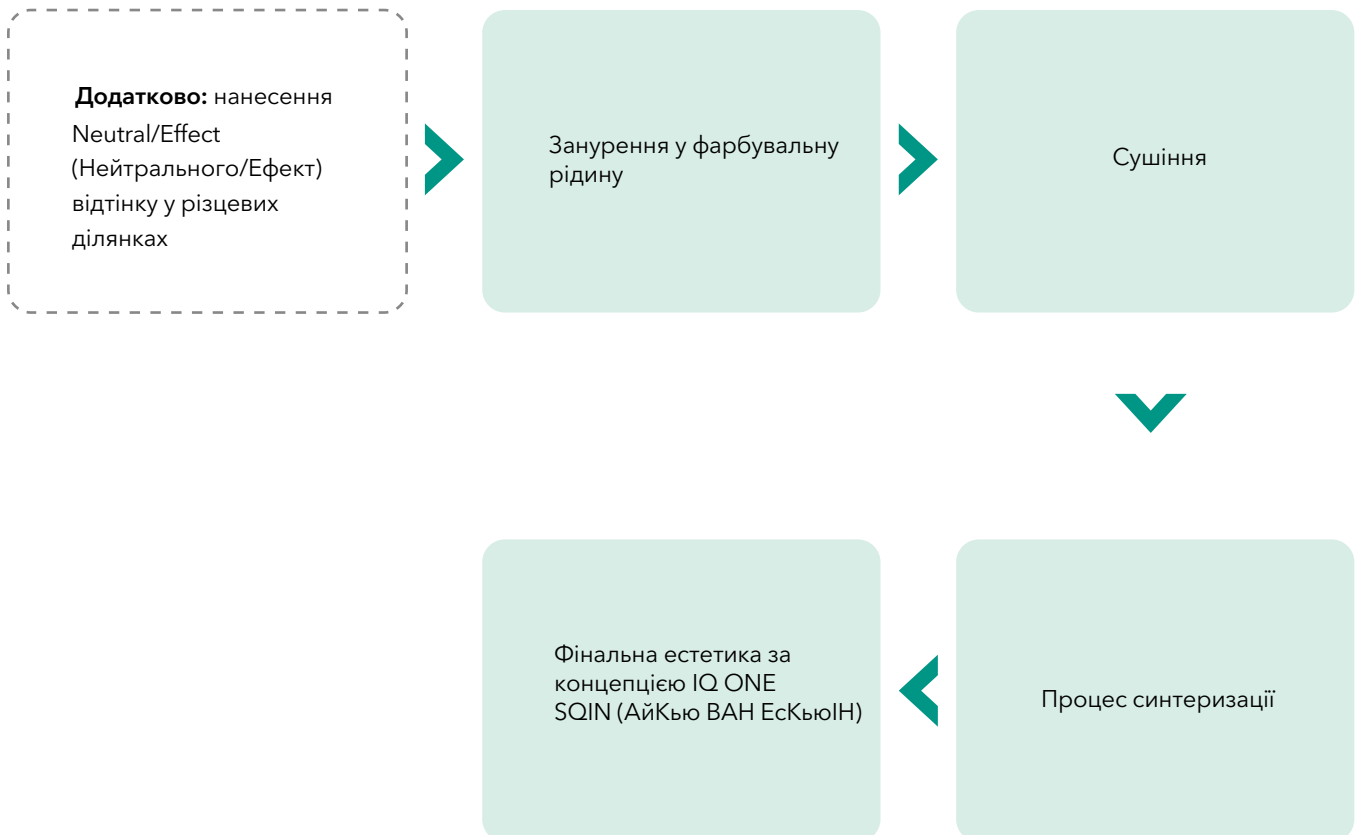 Додатково: нанесення
Neutral/Effect
(Нейтрального/Ефект)
відтінку у різцевих
ділянках
Занурення у фарбувальну
рідину
Сушіння
Процес синтеризації
Фінальна естетика за
концепцією IQ ONE
SQIN (АйКью ВАН ЕсКьюІН)